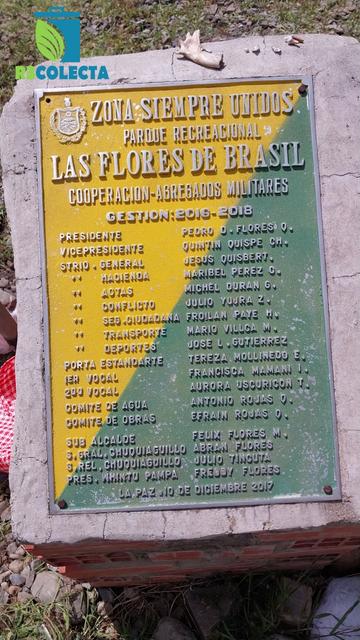 RSCOLECTA
ZONA:SIEMPRE UNIDOS
PARQUE RECREACIONAL
LAS FLORES DE BRASIL
COOPERACION-AGREGADOS MILITARES
GESTION:2016-2018
PRESIDENTE PEDRO D. FLORES Q.
VICEPRESIDENTE QUINTIN QUISPE CH.
STRIO. GENERAL JESUS QUISBERT.
" HACIENDA MARIBEL PEREZ C.
" ACTAS MICHEL DURAN G.
" CONFLICTO JULIO YUJRA Z.
" SEG. CIUDADANA FROILAN PAYE H.
" TRANSPORTE MARIO VILLCA M.
" DEPORTES JOSE L. GUTIERREZ
PORTA ESTANDARTE TEREZA MOLLINEDO E.
1ER VOCAL FRANCISCA MAMANI I.
2DO VOCAL AURORA USCURICON T.
COMITE DE AGUA ANTONIO ROJAS Q.
COMITE DE OBRAS EFRAIN ROJAS Q.
SUB ALCALDE FELIX FLORES M.
S. GRAL. CHUQUIAGUILLO ABRAN FLORES
S. REL. CHUQUIAGUILLO JULIO TINCUTA
PRES. MNINTU PAMPA FREDDY FLORES
LA PAZ 10 DE DICIEMBRE 2017